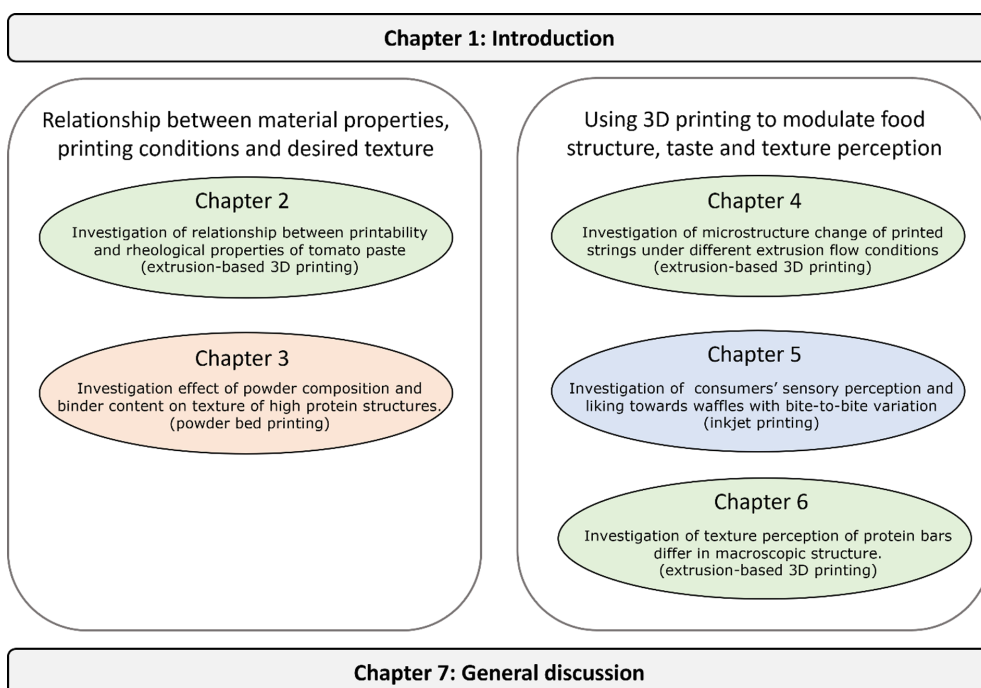 Chapter 1: Introduction
Relationship between material properties,
printing conditions and desired texture
Chapter 2
Investigation of relationship between printability
and rheological properties of tomato paste
(extrusion-based 3D printing)
Chapter 3
Investigation effect of powder composition and
binder content on texture of high protein structures.
(powder bed printing)
Using 3D printing to modulate food
structure, taste and texture perception
Chapter 4
Investigation of microstructure change of printed
strings under different extrusion flow conditions
(extrusion-based 3D printing)
Chapter 5
Investigation of consumers’ sensory perception and
liking towards waffles with bite-to-bite variation
(inkjet printing)
Chapter 6
Investigation of texture perception of protein bars
differ in macroscopic structure.
(extrusion-based 3D printing)
Chapter 7: General discussion